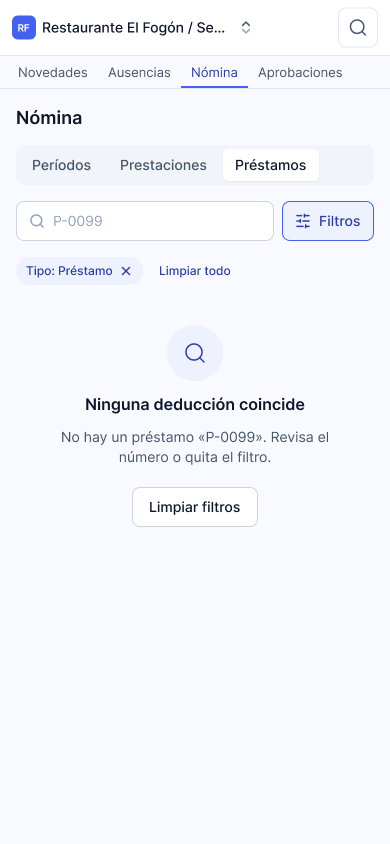 RF Restaurante El Fogón / Se...
Novedades Ausencias Nómina Aprobaciones
Nómina
Períodos Prestaciones Préstamos
P-0099 Filtros
Tipo: Préstamo Limpiar todo
Ninguna deducción coincide
No hay un préstamo «P-0099». Revisa el
número o quita el filtro.
Limpiar filtros